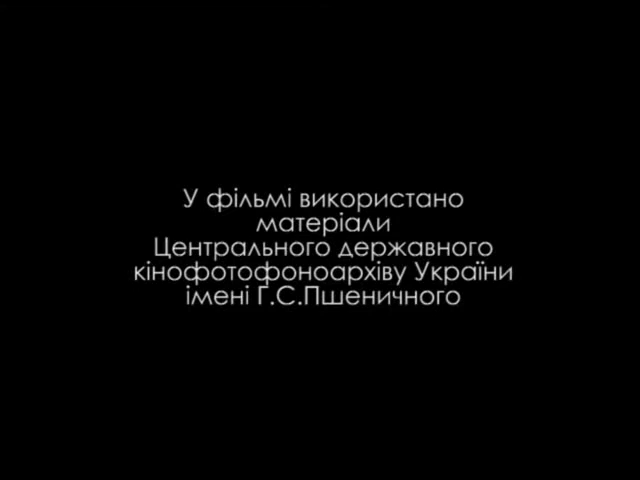 У фільмі використано
матеріали
Центрального державного
кінофотофоноархіву України
імені Г.С.Пшеничного